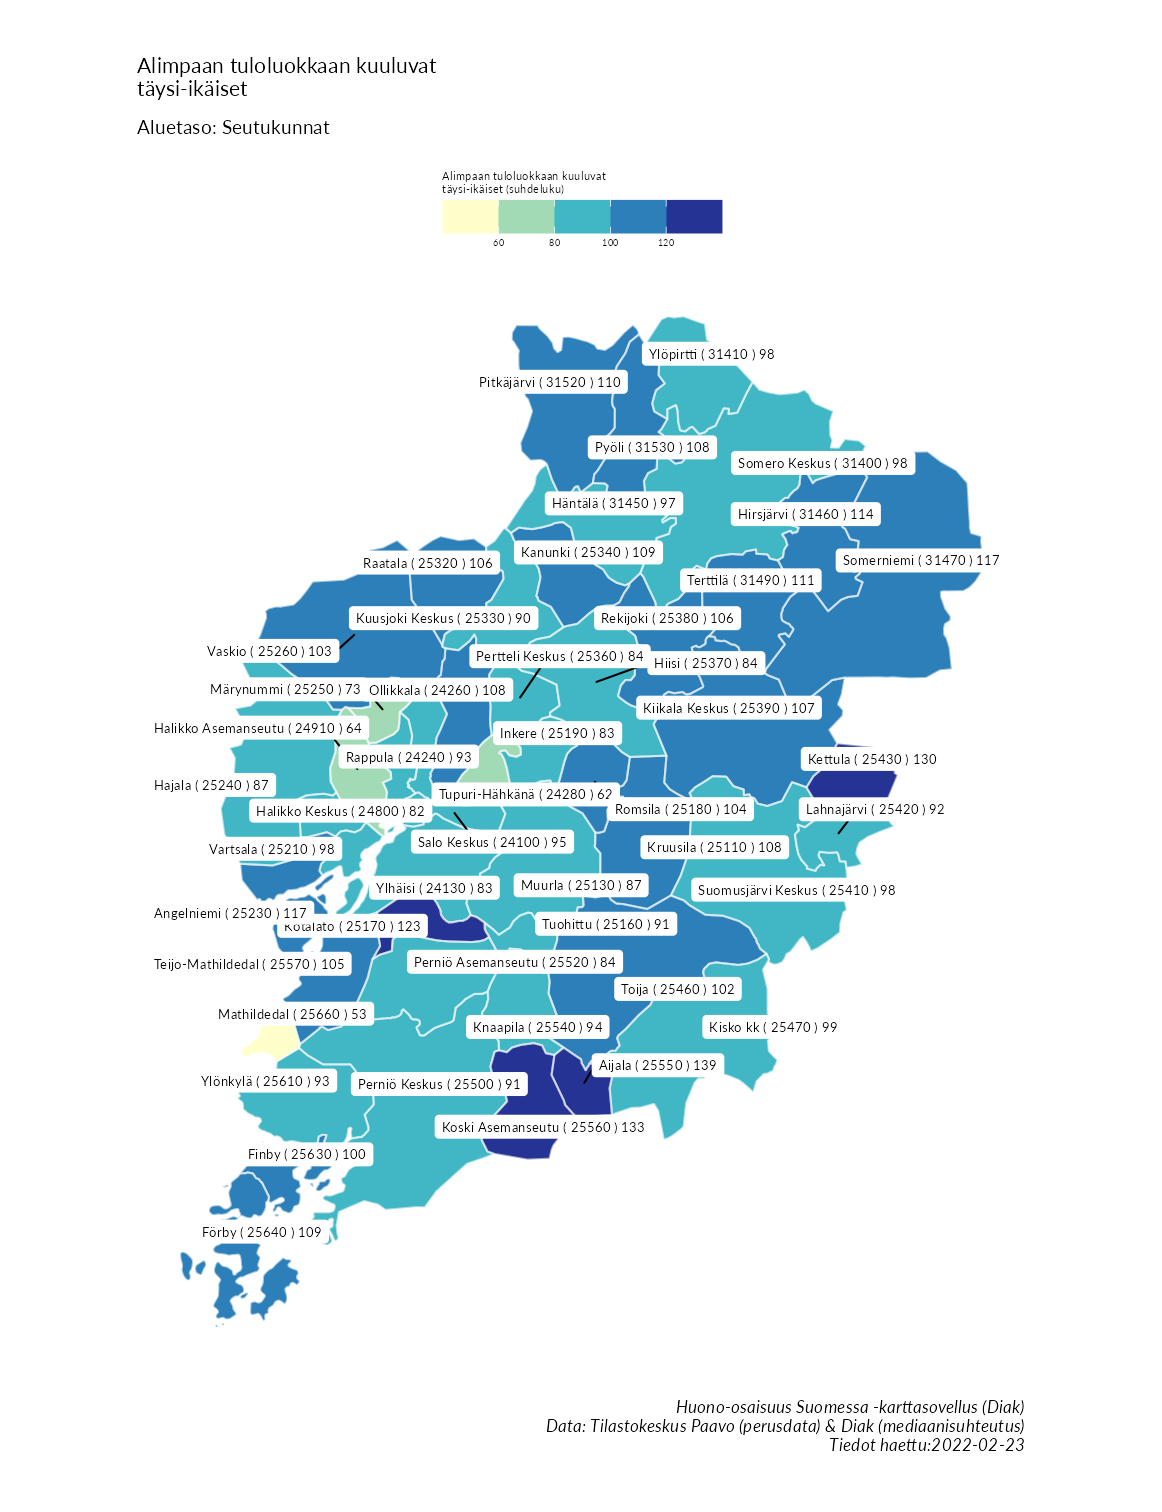 Alimpaan tuloluokkaan kuuluvat
täysi-ikäiset
Aluetaso: Seutukunnat
Alimpaan tuloluokkaan kuuluvat
täysi-ikäiset (suhdeluku)
60 80 100 120
Ylöpirtti ( 31410 ) 98
Pitkäjärvi ( 31520 ) 110
Pyöli ( 31530 ) 108
Somero Keskus ( 31400 ) 98
Häntälä ( 31450 ) 97
Hirsjärvi ( 31460 ) 114
Kanunki ( 25340 ) 109
Somerniemi ( 31470 ) 117
Raatala ( 25320 ) 106
Terttilä ( 31490 ) 111
Kuusjoki Keskus ( 25330 ) 90
Rekijoki ( 25380 ) 106
Vaskio ( 25260 ) 103
Pertteli Keskus ( 25360 ) 84
Hiisi ( 25370 ) 84
Märynummi ( 25250 ) 73
Ollikkala ( 24260 ) 108
Kiikala Keskus ( 25390 ) 107
Halikko Asemanseutu ( 24910 ) 64
Inkere ( 25190 ) 83
Rappula ( 24240 ) 93
Kettula ( 25430 ) 130
Hajala ( 25240 ) 87
Tupuri-Hähkänä ( 24280 ) 62
Halikko Keskus ( 24800 ) 82
Romsila ( 25180 ) 104
Lahnajärvi ( 25420 ) 92
Salo Keskus ( 24100 ) 95
Vartsala ( 25210 ) 98
Kruusila ( 25110 ) 108
Ylhäisi ( 24130 ) 83
Muurla ( 25130 ) 87
Suomusjärvi Keskus ( 25410 ) 98
Angelniemi ( 25230 ) 117
Kotalato ( 25170 ) 123
Tuohittu ( 25160 ) 91
Teijo-Mathildedal ( 25570 ) 105
Perniö Asemanseutu ( 25520 ) 84
Toija ( 25460 ) 102
Mathildedal ( 25660 ) 53
Knaapila ( 25540 ) 94
Kisko kk ( 25470 ) 99
Aijala ( 25550 ) 139
Ylönkylä ( 25610 ) 93
Perniö Keskus ( 25500 ) 91
Koski Asemanseutu ( 25560 ) 133
Finby ( 25630 ) 100
Förby ( 25640 ) 109
Huono-osaisuus Suomessa -karttasovellus (Diak)
Data: Tilastokeskus Paavo (perusdata) & Diak (mediaanisuhteutus)
Tiedot haettu:2022-02-23